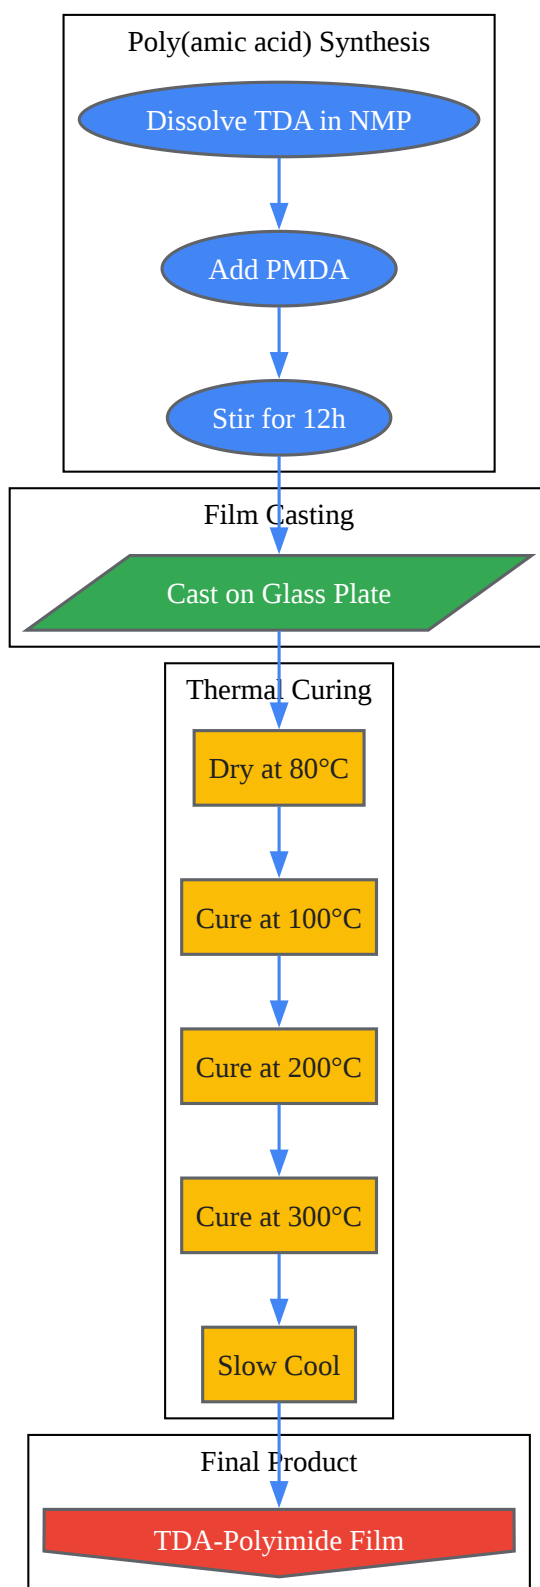 Poly(amic acid) Synthesis
Dissolve TDA in NMP
Add PMDA
Stir for 12h
Film Casting
Cast on Glass Plate
Thermal Curing
Dry at 80°C
Cure at 100°C
Cure at 200°C
Cure at 300°C
Slow Cool
Final Product
TDA-Polyimide Film